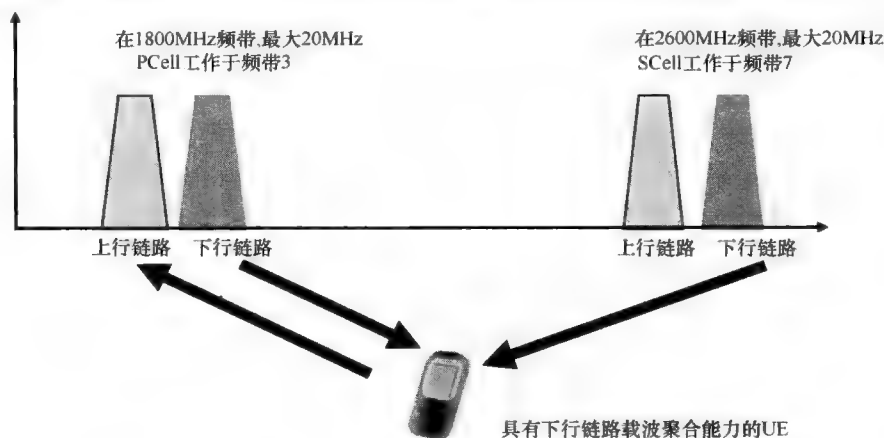 在1800MHz频带,最大20MHz
PCell工作于频带3
在2600MHz频带,最大20MHz
SCell工作于频带7
上行链路
下行链路
上行链路
下行链路
具有下行链路载波聚合能力的UE